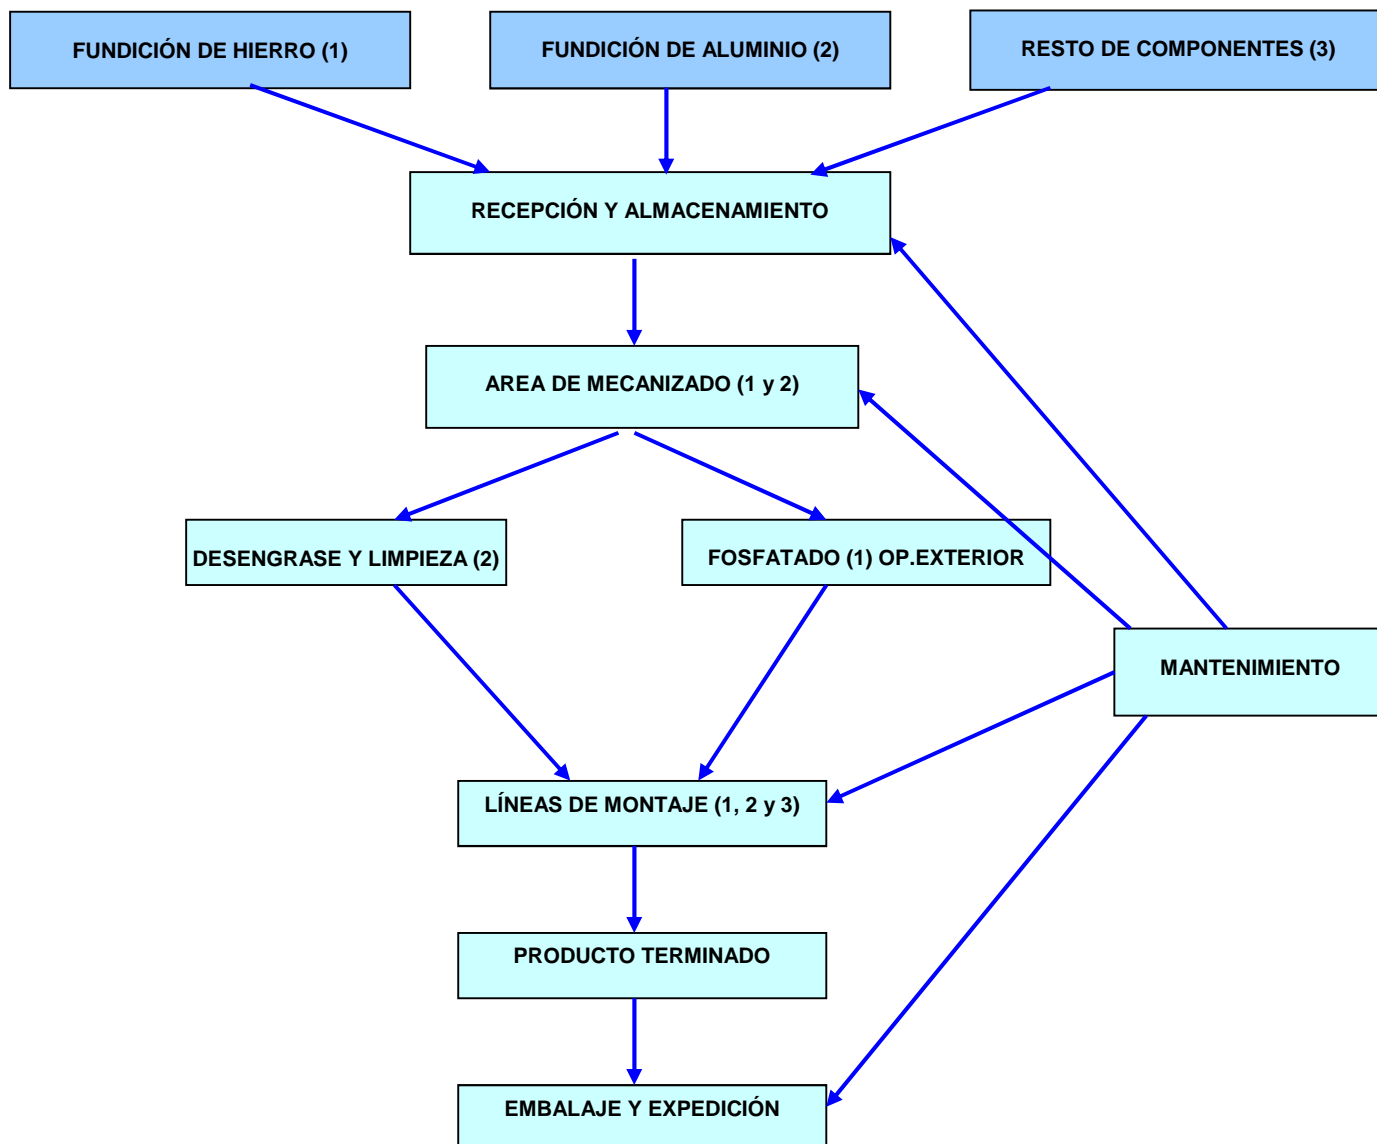 FUNDICIÓN DE HIERRO (1)
FUNDICIÓN DE ALUMINIO (2)
RESTO DE COMPONENTES (3)
RECEPCIÓN Y ALMACENAMIENTO
AREA DE MECANIZADO (1 y 2)
DESENGRASE Y LIMPIEZA (2)
FOSFATADO (1) OP.EXTERIOR
MANTENIMIENTO
LÍNEAS DE MONTAJE (1, 2 y 3)
PRODUCTO TERMINADO
EMBALAJE Y EXPEDICIÓN